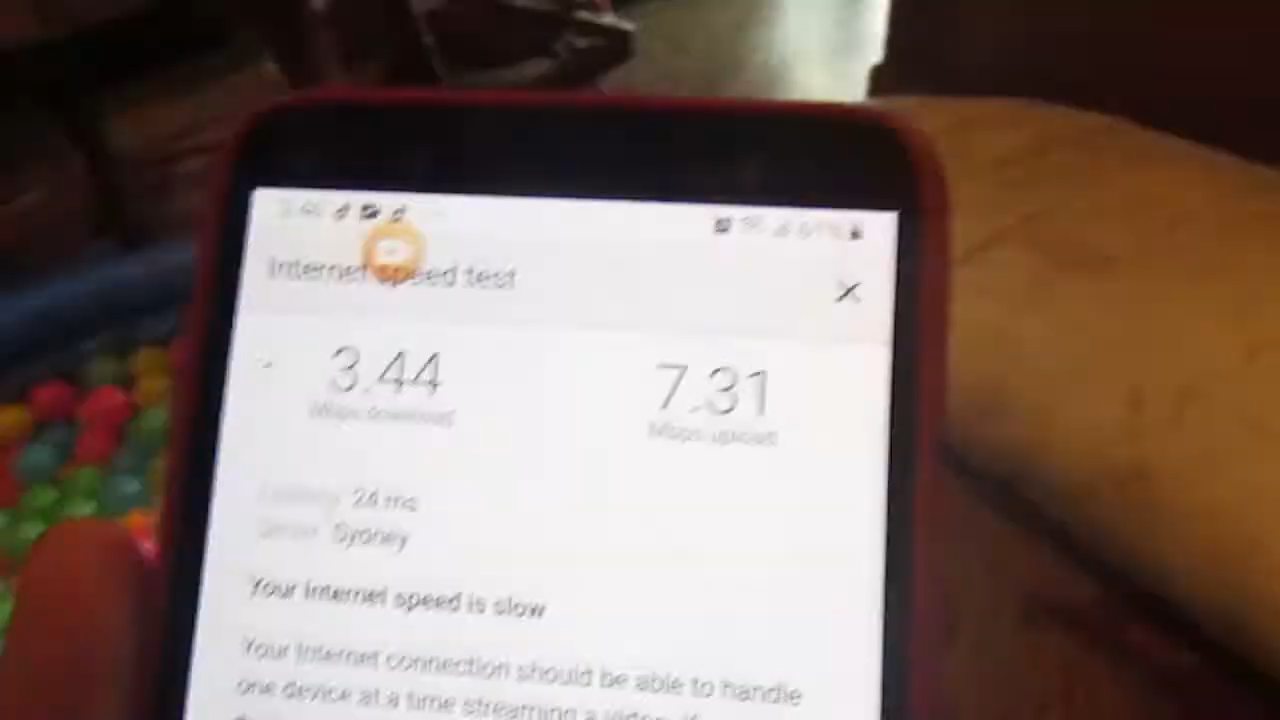 Internet speed test
3.44
7.31
Mbps download
Mbps upload
Latency 24 ms
Server Sydney
Your Internet speed is slow
Your Internet connection should be able to handle
one device at a time streaming a video. If